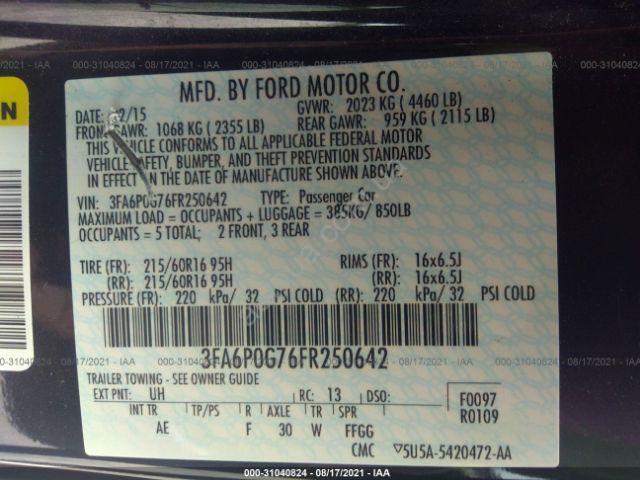 000-31040824 - 08/17/2021 - IAA
MFD. BY FORD MOTOR CO.
DATE: 2/15 GVWR: 2023 KG ( 4460 LB)
FRONT GAWR: 1068 KG ( 2355 LB) REAR GAWR: 959 KG ( 2115 LB)
THIS VEHICLE CONFORMS TO ALL APPLICABLE FEDERAL MOTOR
VEHICLE SAFETY, BUMPER, AND THEFT PREVENTION STANDARDS
IN EFFECT ON THE DATE OF MANUFACTURE SHOWN ABOVE.
VIN: 3FA6P0G76FR250642 TYPE: Passenger Car
MAXIMUM LOAD = OCCUPANTS + LUGGAGE = 385KG/ 850LB
OCCUPANTS = 5 TOTAL; 2 FRONT, 3 REAR
TIRE (FR): 215/60R16 95H RIMS (FR): 16x6.5J
(RR): 215/60R16 95H (RR): 16x6.5J
PRESSURE (FR): 220 kPa/ 32 PSI COLD (RR): 220 kPa/ 32 PSI COLD
3FA6P0G76FR250642
TRAILER TOWING - SEE OWNER GUIDE
EXT PNT: UH RC: 13 DSO: F0097
R0109
INT TR TP/PS R AXLE TR SPR
AE F 30 W FFGG
CMC 5U5A-5420472-AA
000-31040824 - 08/17/2021 - IAA